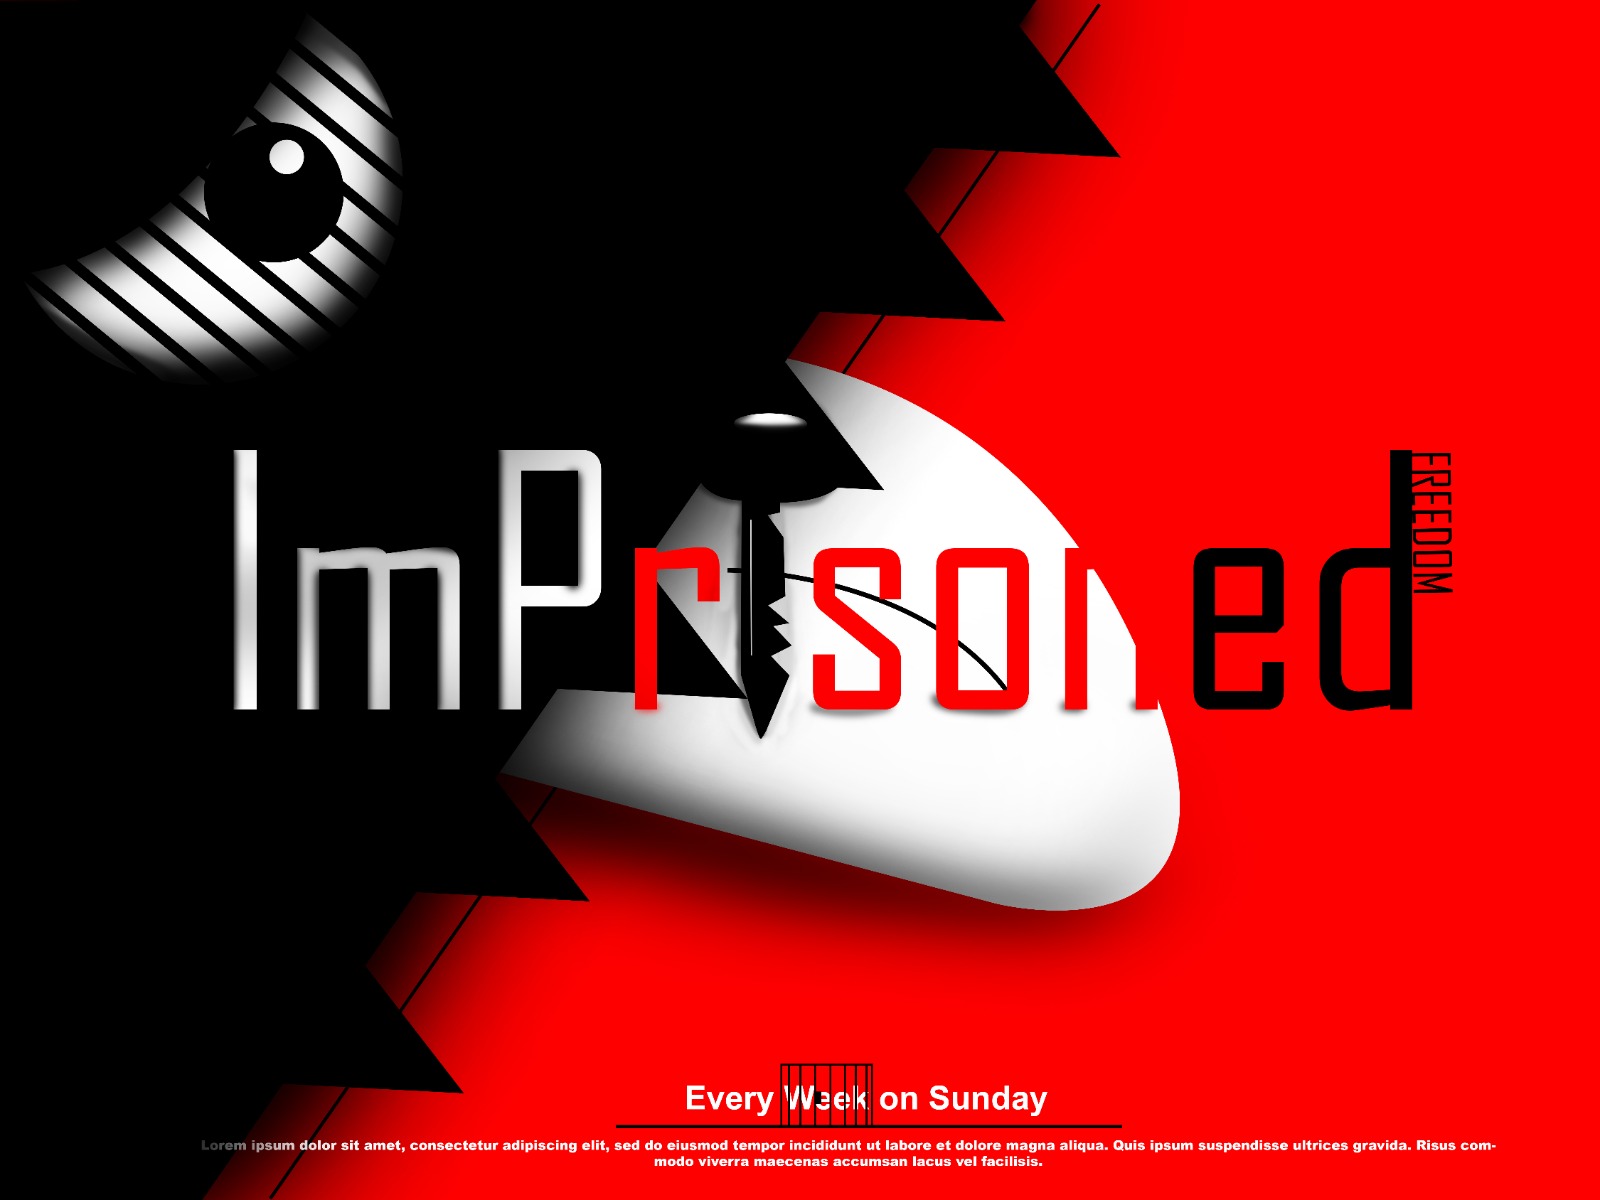 ImPrisoned
FREEDOM
Every Week on Sunday
Lorem ipsum dolor sit amet, consectetur adipiscing elit, sed do eiusmod tempor incididunt ut labore et dolore magna aliqua. Quis ipsum suspendisse ultrices gravida. Risus com-
modo viverra maecenas accumsan lacus vel facilisis.